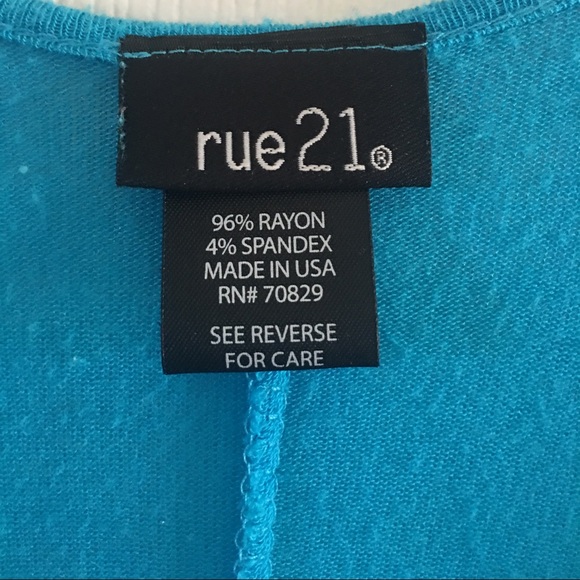 rue21®
96% RAYON
4% SPANDEX
MADE IN USA
RN# 70829
SEE REVERSE
FOR CARE